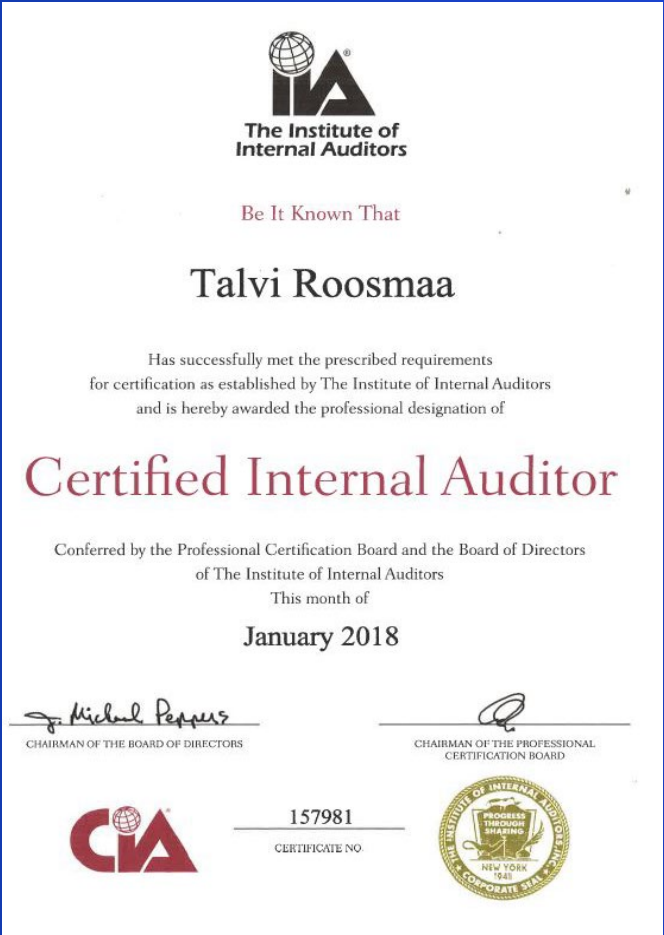 IIA®
The Institute of
Internal Auditors
Be It Known That
Talvi Roosmaa
Has successfully met the prescribed requirements
for certification as established by The Institute of Internal Auditors
and is hereby awarded the professional designation of
Certified Internal Auditor
Conferred by the Professional Certification Board and the Board of Directors
of The Institute of Internal Auditors
This month of
January 2018
J. Michael Peppers
CHAIRMAN OF THE BOARD OF DIRECTORS
CHAIRMAN OF THE PROFESSIONAL
CERTIFICATION BOARD
CIA®
157981
CERTIFICATE NO.
THE INSTITUTE OF INTERNAL AUDITORS, INC.
PROGRESS
THROUGH
SHARING
NEW YORK
1941
CORPORATE SEAL